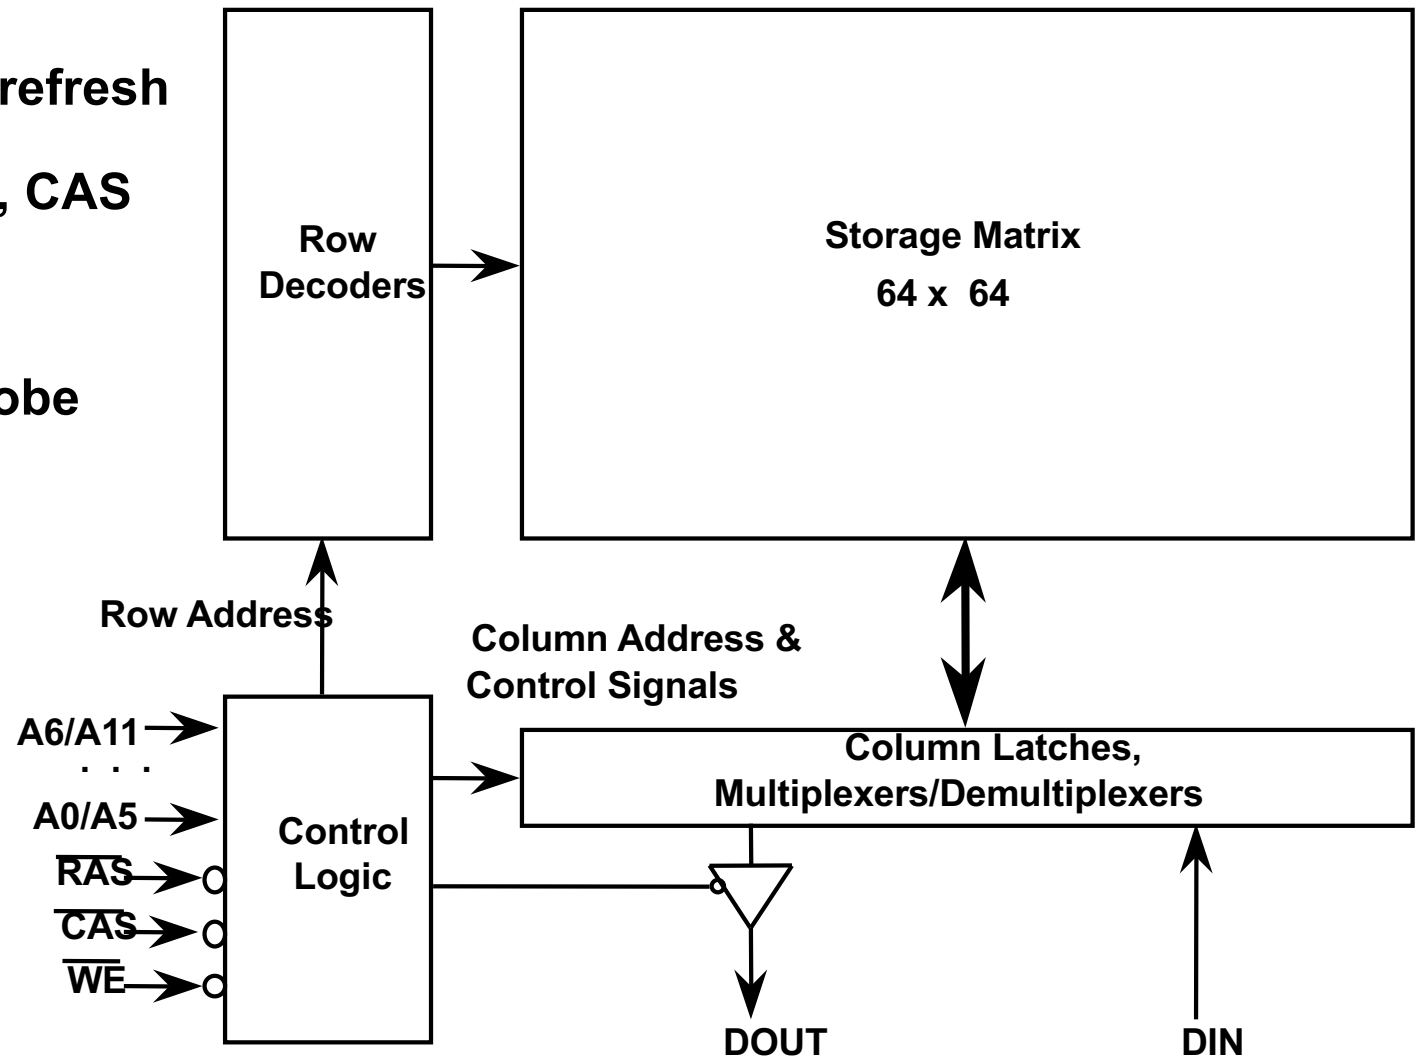 refresh
, CAS
obe
Row
Decoders
Storage Matrix
64 x 64
Row Address
Column Address &
Control Signals
A6/A11
. . .
A0/A5
RAS
CAS
WE
Control
Logic
Column Latches,
Multiplexers/Demultiplexers
DOUT
DIN